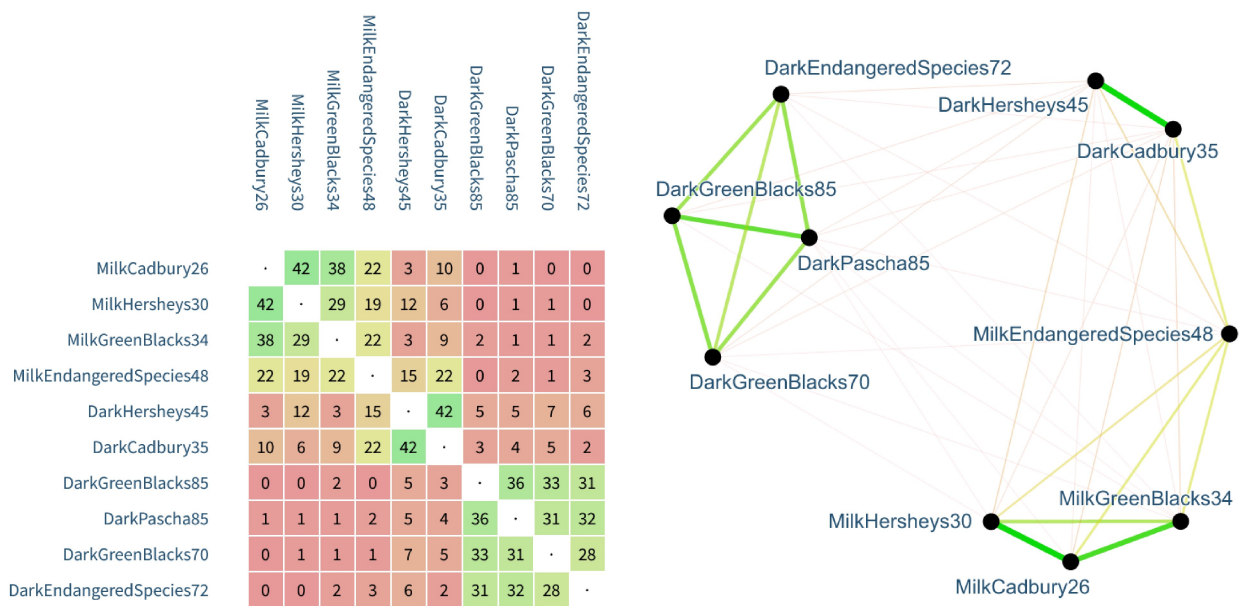 MilkCadbury26
MilkHersheys30
MilkGreenBlacks34
MilkEndangeredSpecies48
DarkHersheys45
DarkCadbury35
DarkGreenBlacks85
DarkPascha85
DarkGreenBlacks70
DarkEndangeredSpecies72
MilkCadbury26 · 42 38 22 3 10 0 1 0 0
MilkHersheys30 42 · 29 19 12 6 0 1 1 0
MilkGreenBlacks34 38 29 · 22 3 9 2 1 1 2
MilkEndangeredSpecies48 22 19 22 · 15 22 0 2 1 3
DarkHersheys45 3 12 3 15 · 42 5 5 7 6
DarkCadbury35 10 6 9 22 42 · 3 4 5 2
DarkGreenBlacks85 0 0 2 0 5 3 · 36 33 31
DarkPascha85 1 1 1 2 5 4 36 · 31 32
DarkGreenBlacks70 0 1 1 1 7 5 33 31 · 28
DarkEndangeredSpecies72 0 0 2 3 6 2 31 32 28 ·
DarkEndangeredSpecies72
DarkHersheys45
DarkCadbury35
DarkGreenBlacks85
DarkPascha85
MilkEndangeredSpecies48
DarkGreenBlacks70
MilkGreenBlacks34
MilkHersheys30
MilkCadbury26